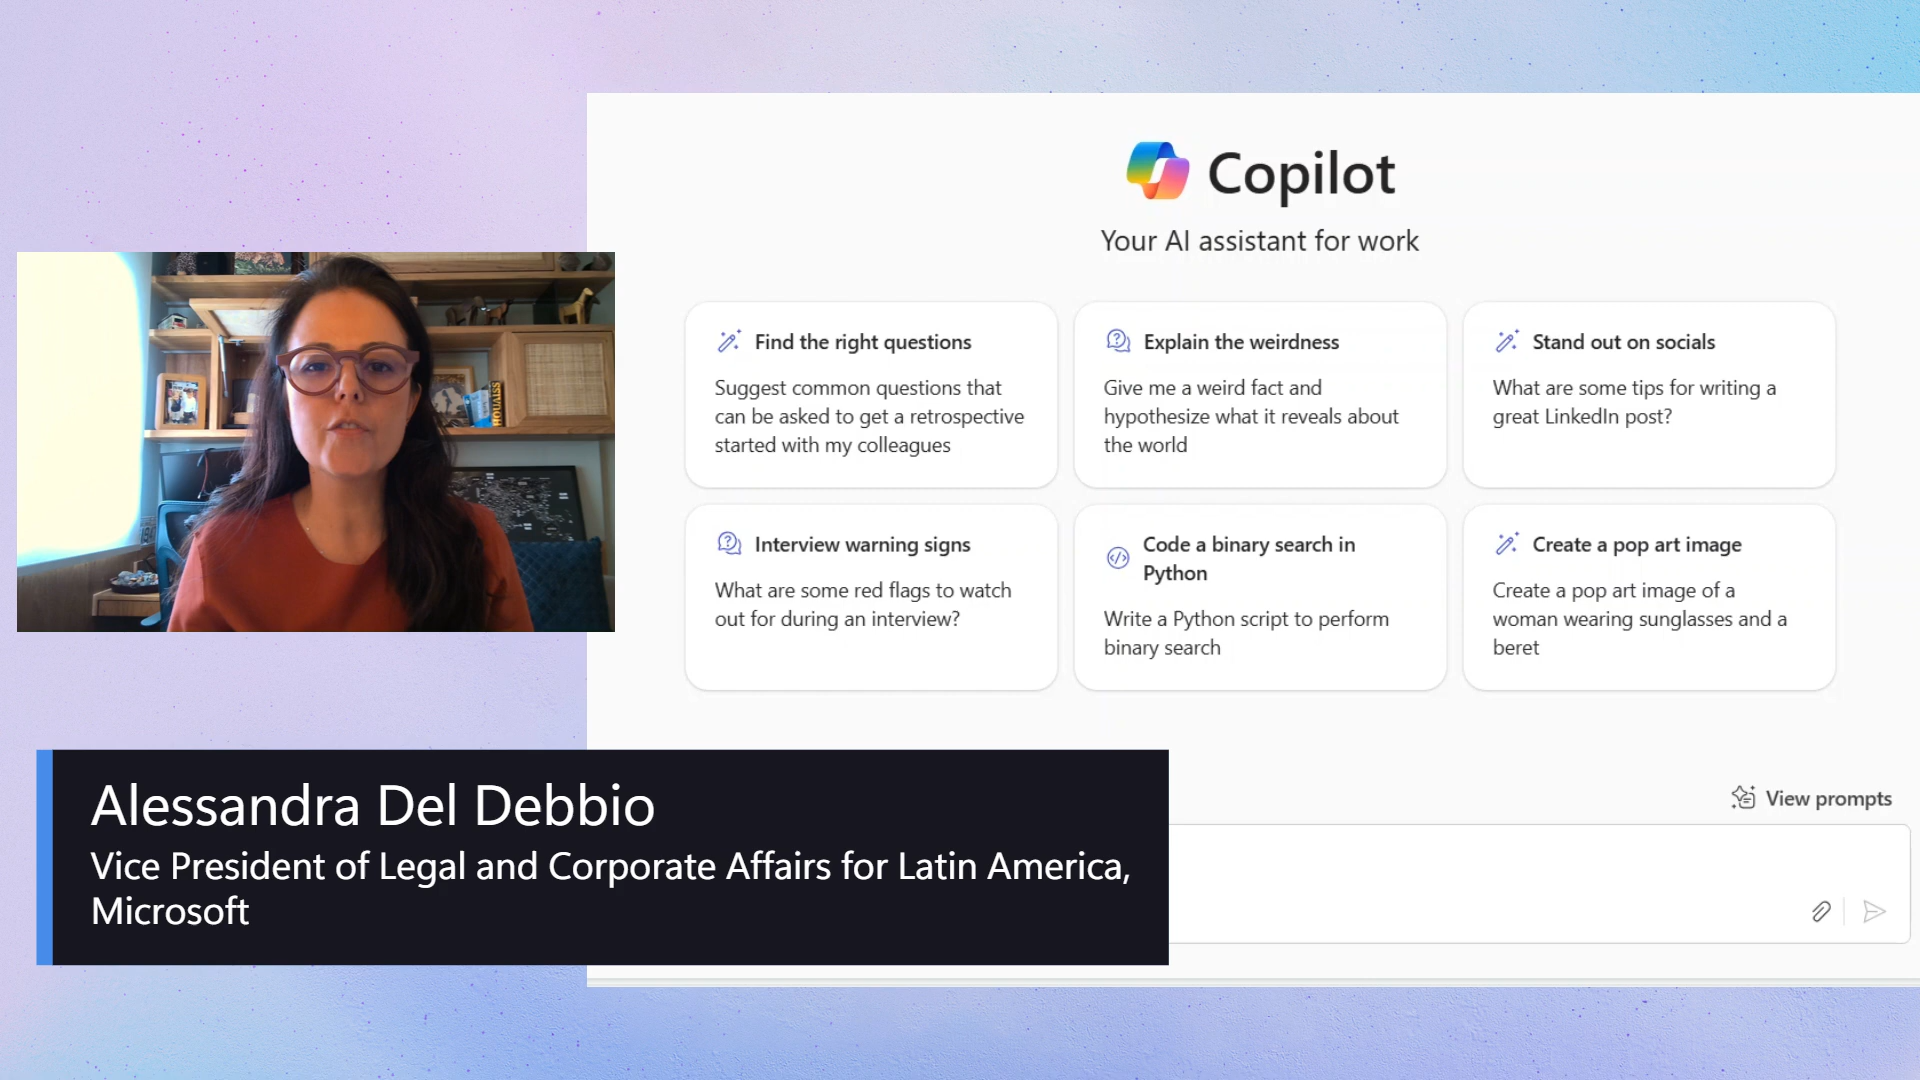 Copilot
Your AI assistant for work
Find the right questions
Suggest common questions that
can be asked to get a retrospective
started with my colleagues
Explain the weirdness
Give me a weird fact and
hypothesize what it reveals about
the world
Stand out on socials
What are some tips for writing a
great LinkedIn post?
Interview warning signs
What are some red flags to watch
out for during an interview?
Code a binary search in
Python
Write a Python script to perform
binary search
Create a pop art image
Create a pop art image of a
woman wearing sunglasses and a
beret
View prompts
HOUAISS
Alessandra Del Debbio
Vice President of Legal and Corporate Affairs for Latin America,
Microsoft